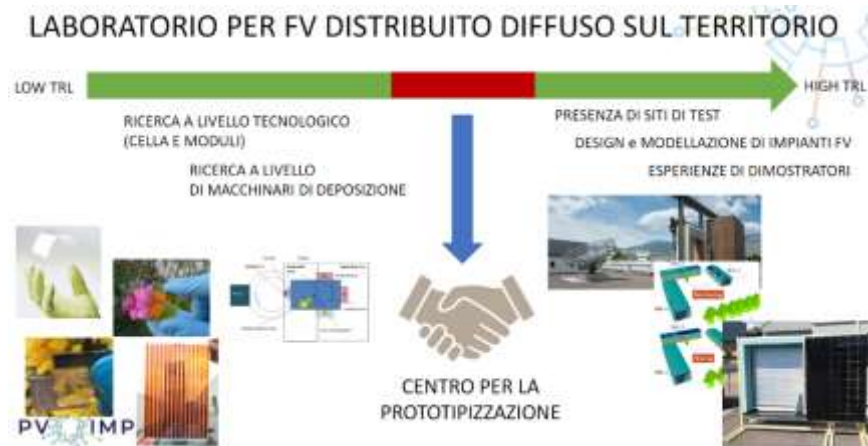 LABORATORIO PER FV DISTRIBUITO DIFFUSO SUL TERRITORIO
LOW TRL
HIGH TRL
RICERCA A LIVELLO TECNOLOGICO
(CELLA E MODULI)
RICERCA A LIVELLO
DI MACCHINARI DI DEPOSIZIONE
PRESENZA DI SITI DI TEST
DESIGN e MODELLAZIONE DI IMPIANTI FV
ESPERIENZE DI DIMOSTRATORI
CENTRO PER LA
PROTOTIPIZZAZIONE
PV IMP